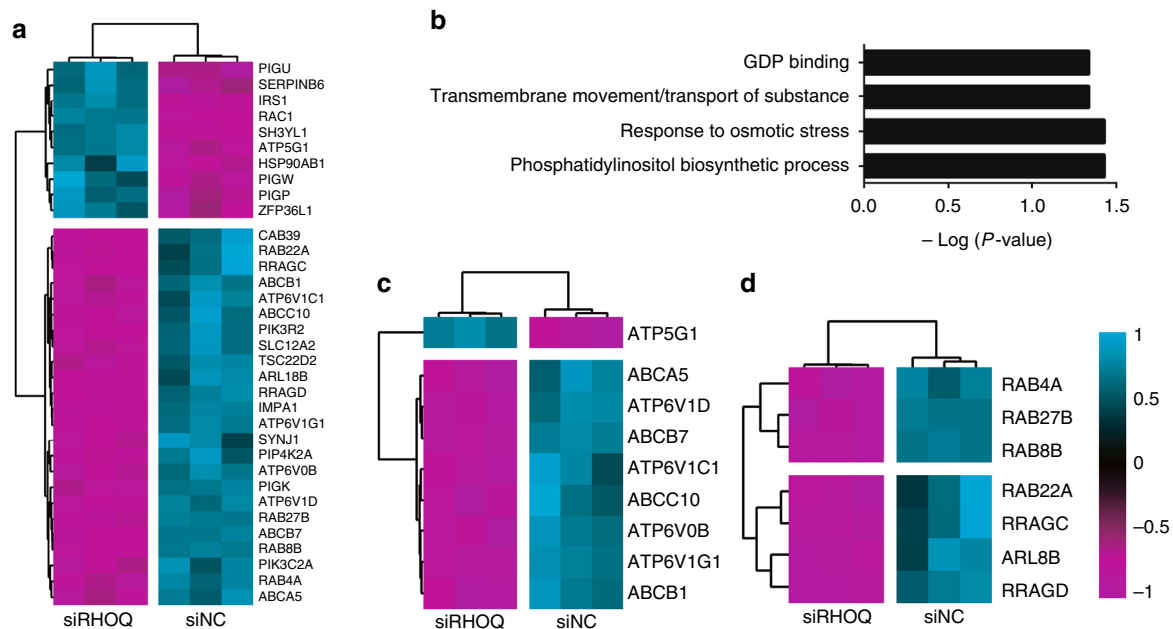 a
PIGU
SERPINB6
IRS1
RAC1
SH3YL1
ATP5G1
HSP90AB1
PIGW
PIGP
ZFP36L1
CAB39
RAB22A
RRAGC
ABCB1
ATP6V1C1
ABCC10
PIK3R2
SLC12A2
TSC22D2
ARL18B
RRAGD
IMPA1
ATP6V1G1
SYNJ1
PIP4K2A
ATP6V0B
PIGK
ATP6V1D
RAB27B
ABCB7
RAB8B
PIK3C2A
RAB4A
ABCA5
siRHOQ siNC
b
GDP binding
Transmembrane movement/transport of substance
Response to osmotic stress
Phosphatidylinositol biosynthetic process
0.0 0.5 1.0 1.5
– Log (P-value)
c
ATP5G1
ABCA5
ATP6V1D
ABCB7
ATP6V1C1
ABCC10
ATP6V0B
ATP6V1G1
ABCB1
siRHOQ siNC
d
RAB4A
RAB27B
RAB8B
RAB22A
RRAGC
ARL8B
RRAGD
siRHOQ siNC
1
0.5
0
−0.5
−1